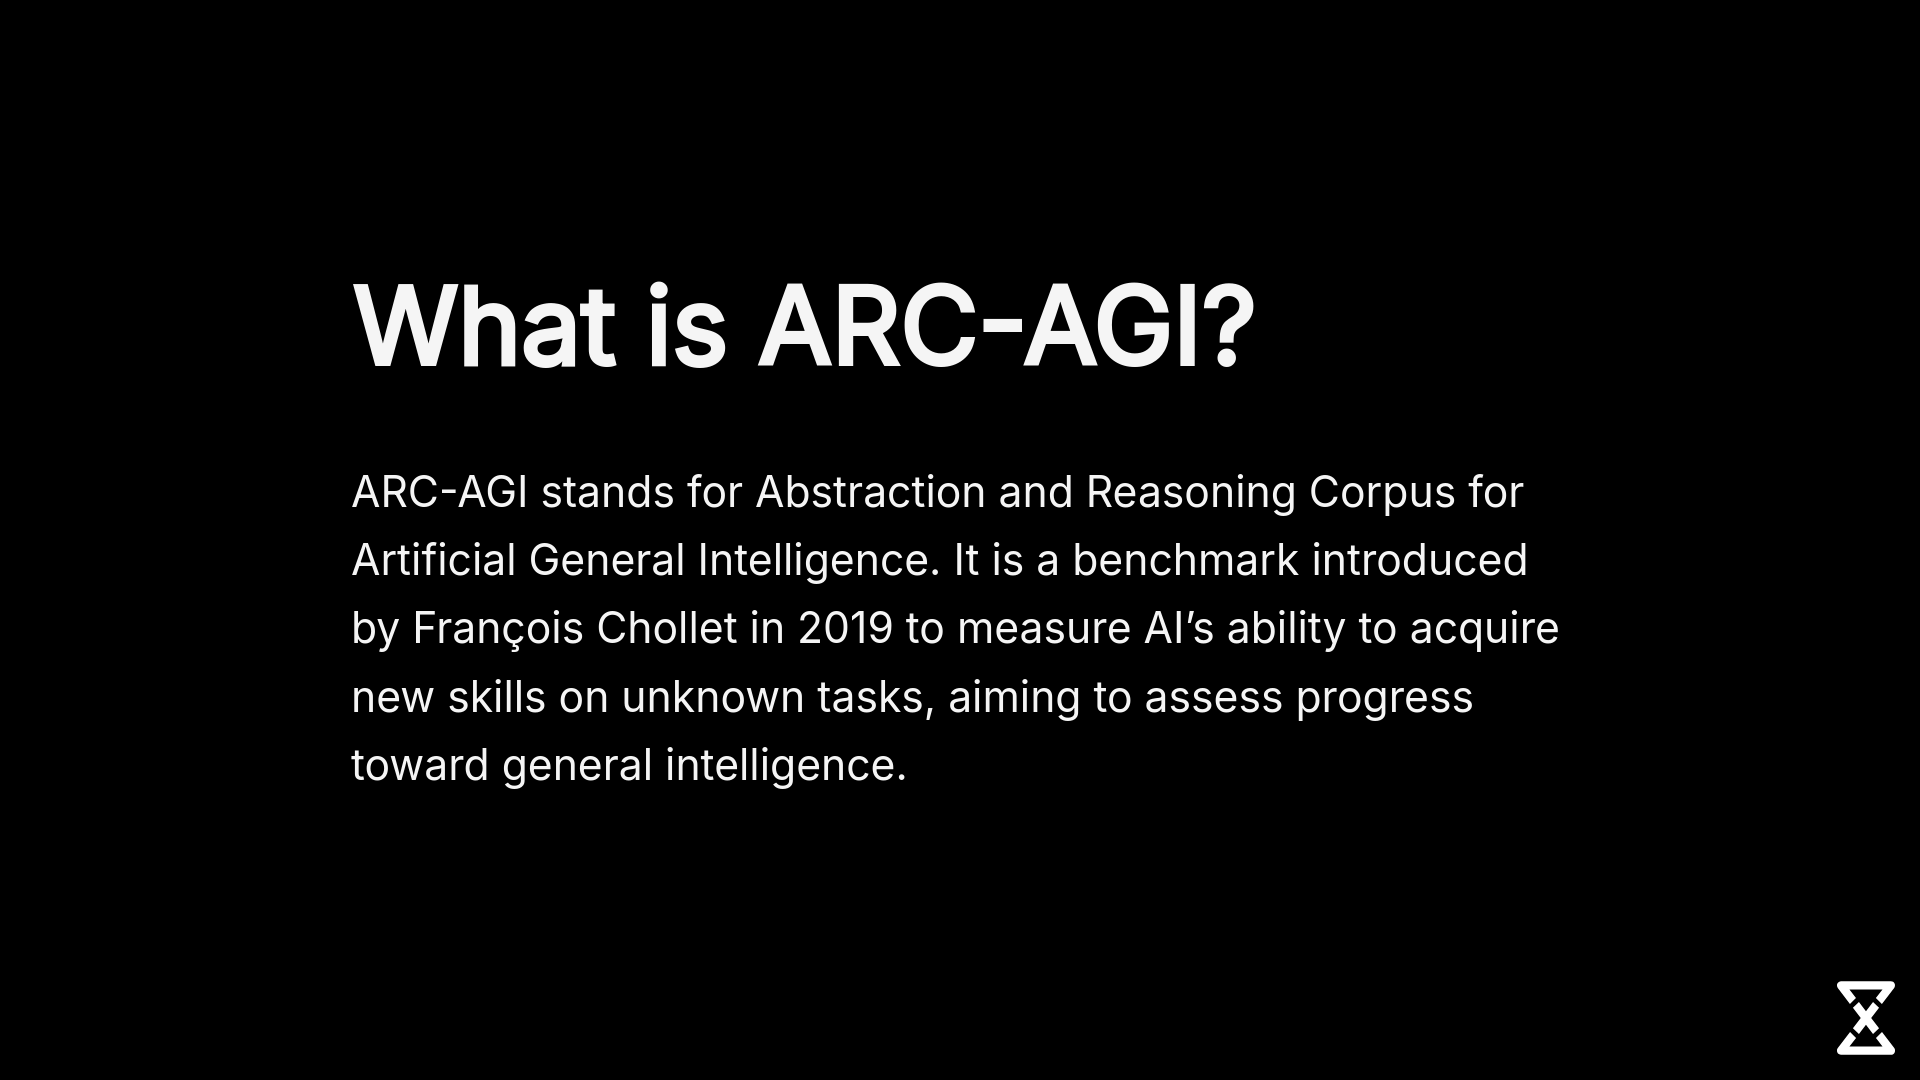 What is ARC-AGI?
ARC-AGI stands for Abstraction and Reasoning Corpus for
Artificial General Intelligence. It is a benchmark introduced
by François Chollet in 2019 to measure AI’s ability to acquire
new skills on unknown tasks, aiming to assess progress
toward general intelligence.